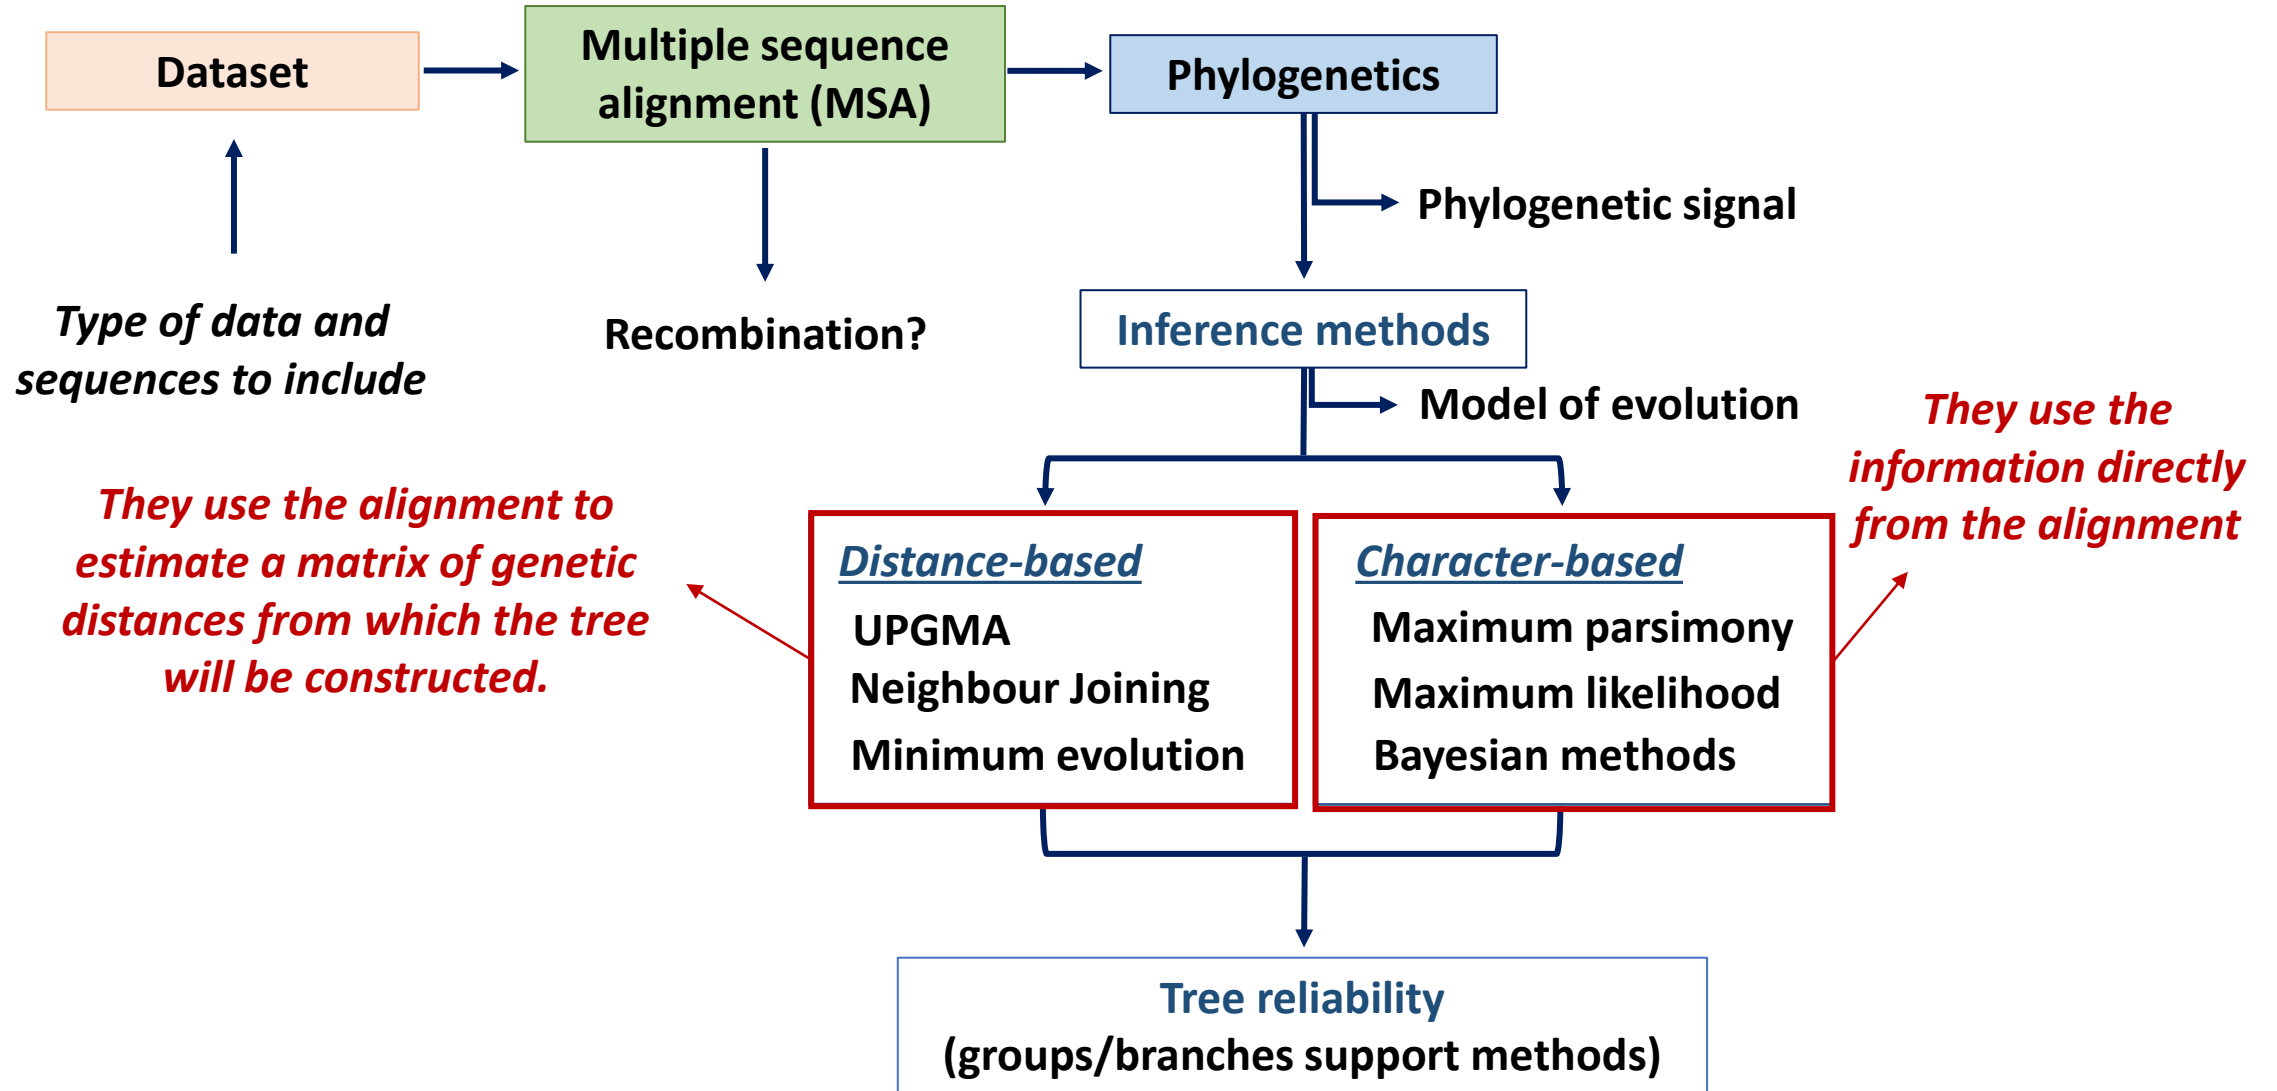 Dataset
Multiple sequence
alignment (MSA)
Phylogenetics
Phylogenetic signal
Type of data and
sequences to include
Recombination?
Inference methods
Model of evolution
They use the
information directly
from the alignment
They use the alignment to
estimate a matrix of genetic
distances from which the tree
will be constructed.
Distance-based
UPGMA
Neighbour Joining
Minimum evolution
Character-based
Maximum parsimony
Maximum likelihood
Bayesian methods
Tree reliability
(groups/branches support methods)